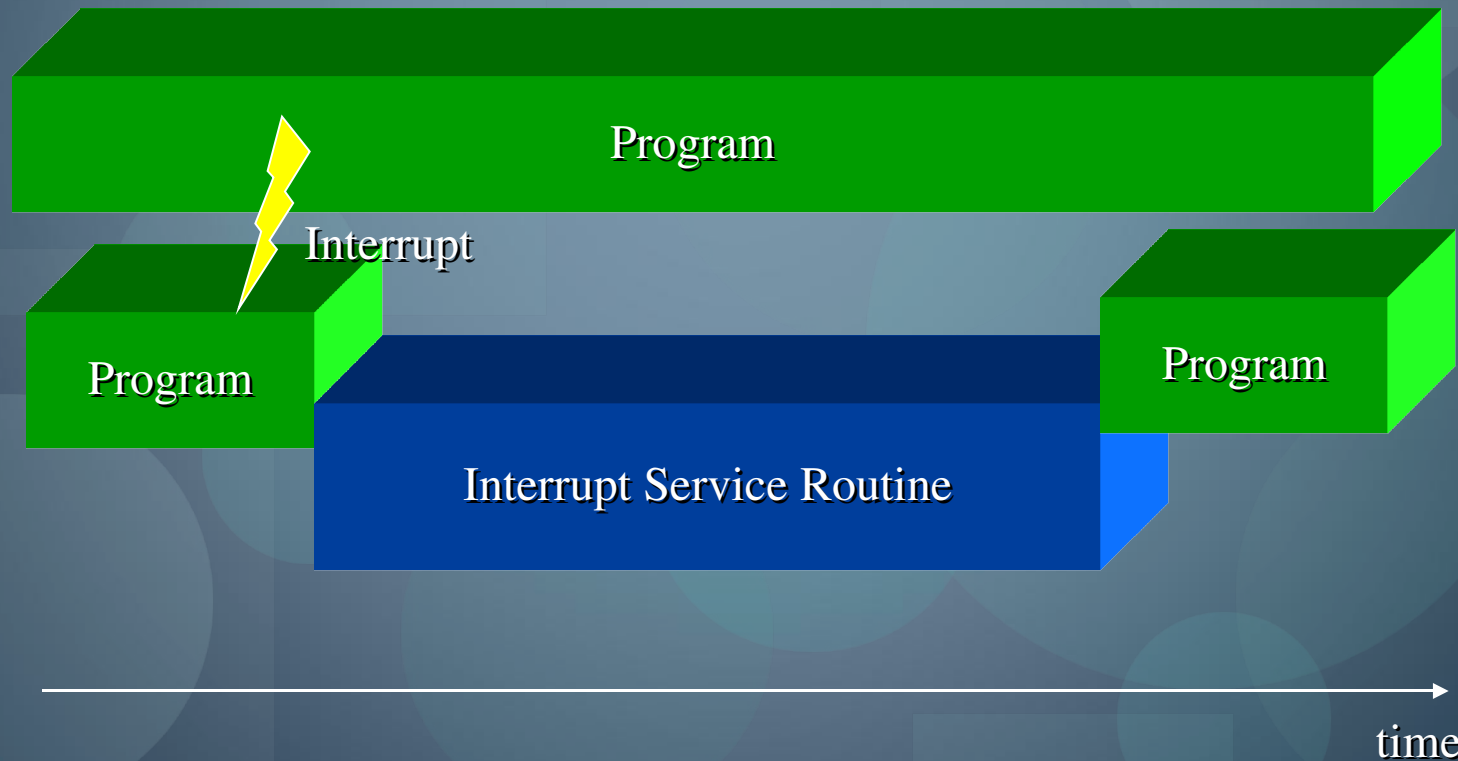 Program
Interrupt
Program
Program
Interrupt Service Routine
time